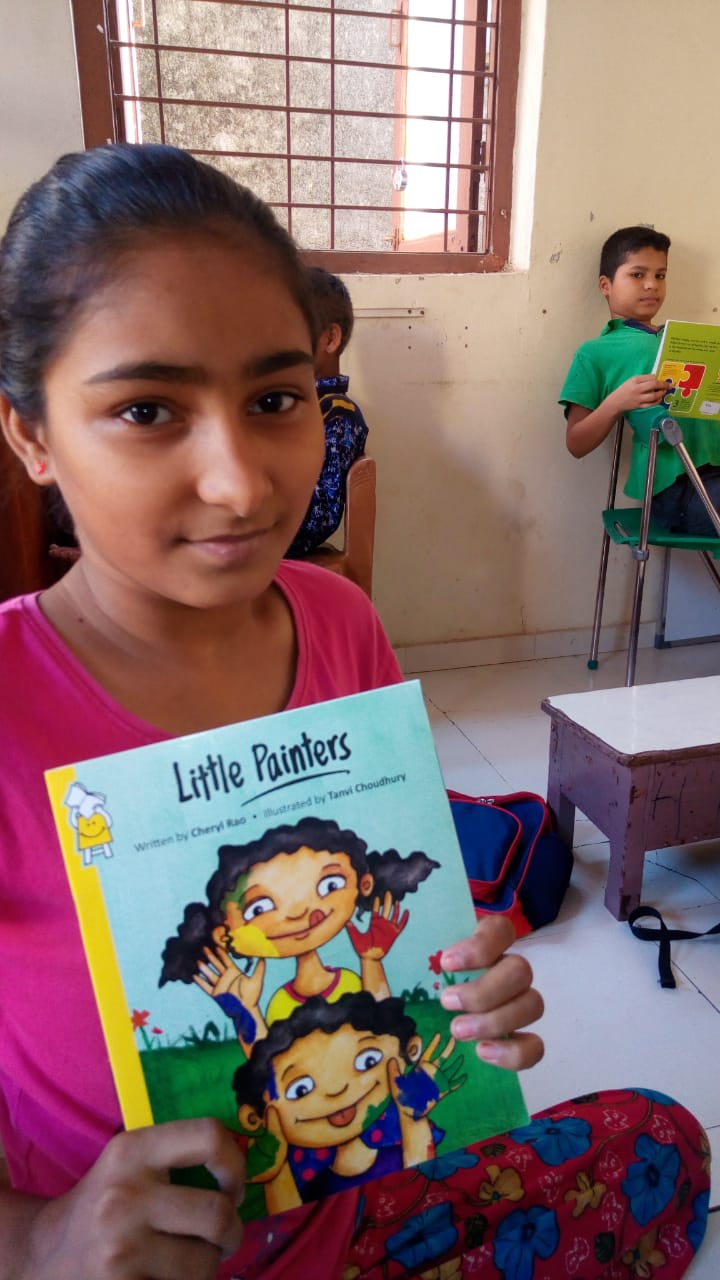 Little Painters
Written by Cheryl Rao • Illustrated by Tanvi Choudhury